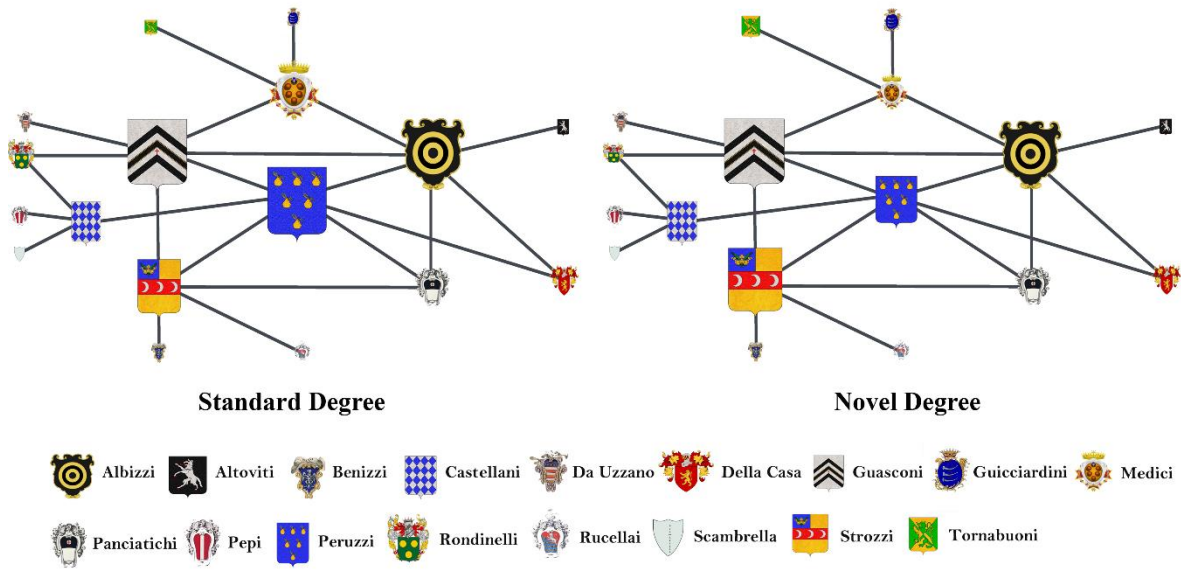 Standard Degree
Novel Degree
Albizzi
Altoviti
Benizzi
Castellani
Da Uzzano
Della Casa
Guasconi
Guicciardini
Medici
Panciatichi
Pepi
Peruzzi
Rondinelli
Rucellai
Scambrella
Strozzi
Tornabuoni